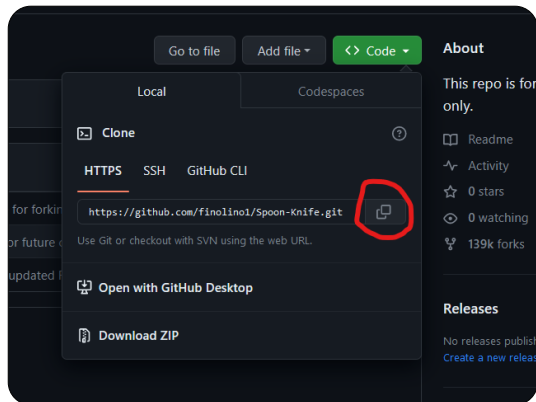 Go to file
Add file
Code
Local
Codespaces
Clone
HTTPS
SSH
GitHub CLI
https://github.com/finolino1/Spoon-Knife.git
Use Git or checkout with SVN using the web URL.
Open with GitHub Desktop
Download ZIP
for forkin
or future
updated
About
This repo is for
only.
Readme
Activity
0 stars
0 watching
139k forks
Releases
No releases publish
Create a new releas